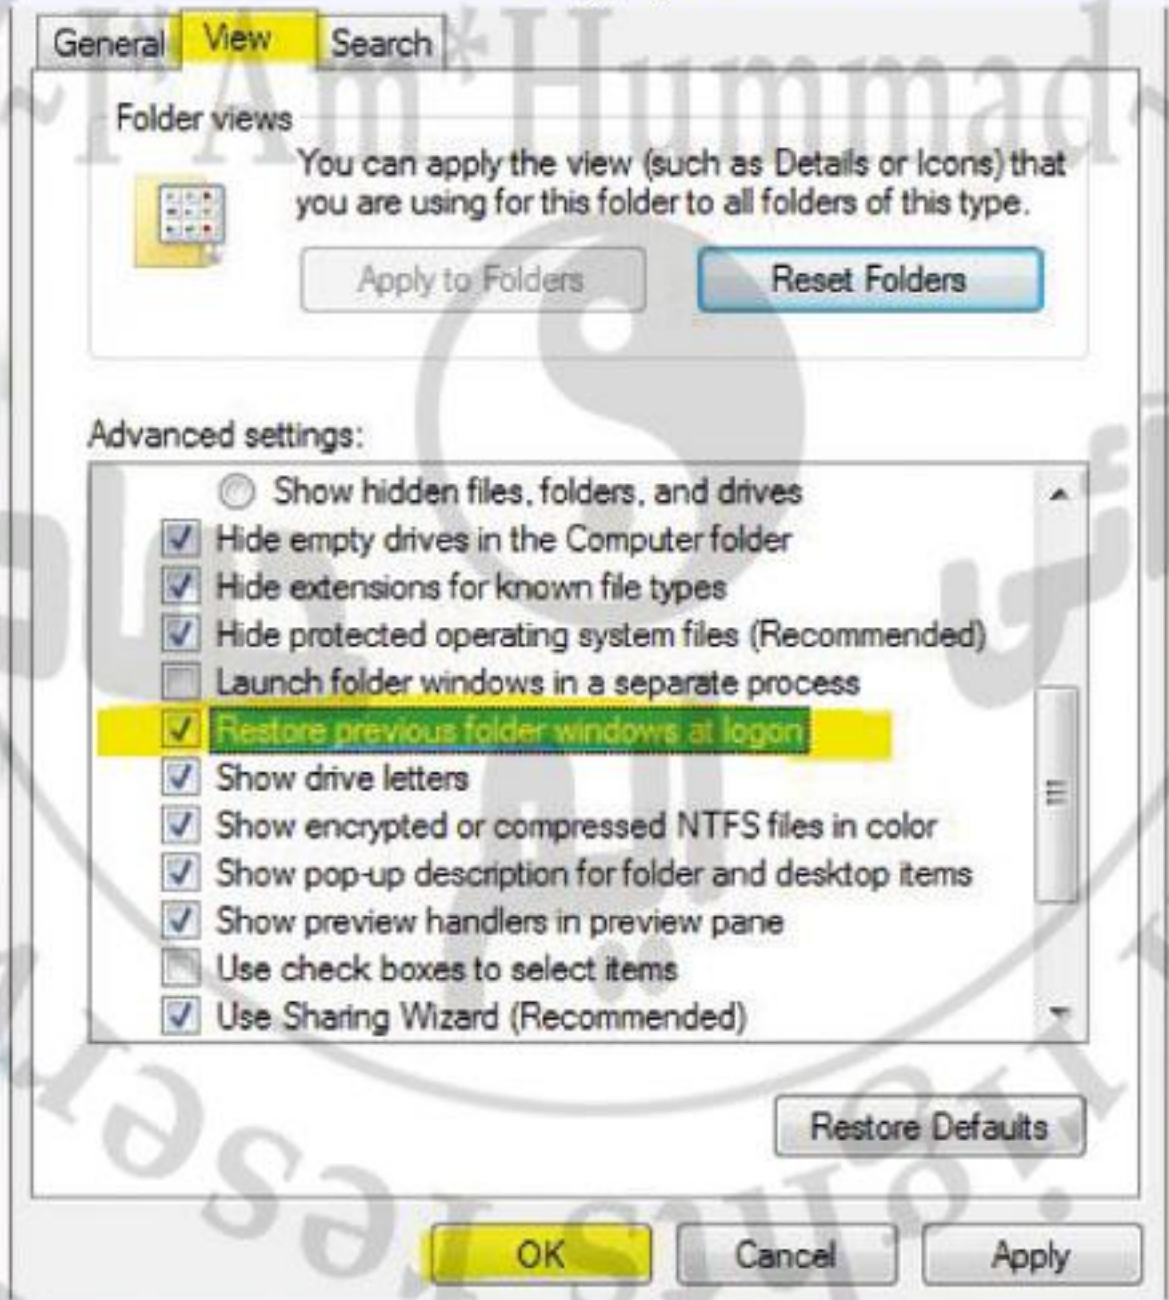 General View Search
Folder views
You can apply the view (such as Details or Icons) that
you are using for this folder to all folders of this type.
Apply to Folders Reset Folders
Advanced settings:
Show hidden files, folders, and drives
Hide empty drives in the Computer folder
Hide extensions for known file types
Hide protected operating system files (Recommended)
Launch folder windows in a separate process
Restore previous folder windows at logon
Show drive letters
Show encrypted or compressed NTFS files in color
Show pop-up description for folder and desktop items
Show preview handlers in preview pane
Use check boxes to select items
Use Sharing Wizard (Recommended)
Restore Defaults
OK Cancel Apply
~I*Am*Hummad~